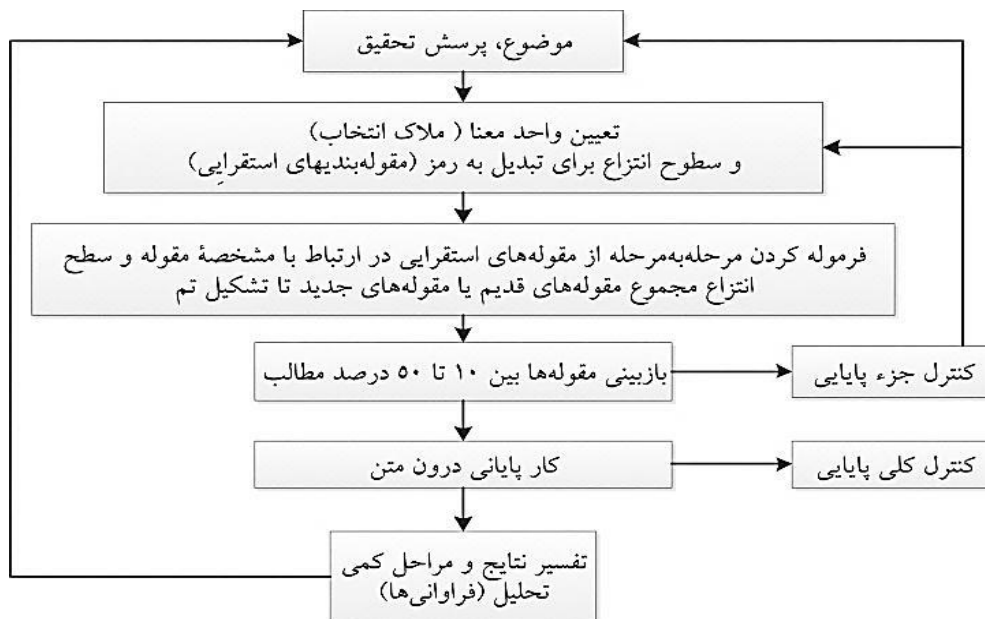 موضوع، پرسش تحقیق
تعیین واحد معنا ( ملاک انتخاب)
و سطوح انتزاع برای تبدیل به رمز (مقوله‌بندیهای استقرایِی)
فرموله کردن مرحله‌به‌مرحله از مقوله‌های استقرایی در ارتباط با مشخصهٔ مقوله و سطح
انتزاع مجموع مقوله‌های قدیم یا مقوله‌های جدید تا تشکیل تم
بازبینی مقوله‌ها بین ۱۰ تا ۵۰ درصد مطالب
کنترل جزء پایایی
کار پایانی درون متن
کنترل کلی پایایی
تفسیر نتایج و مراحل کمی
تحلیل (فراوانی‌ها)